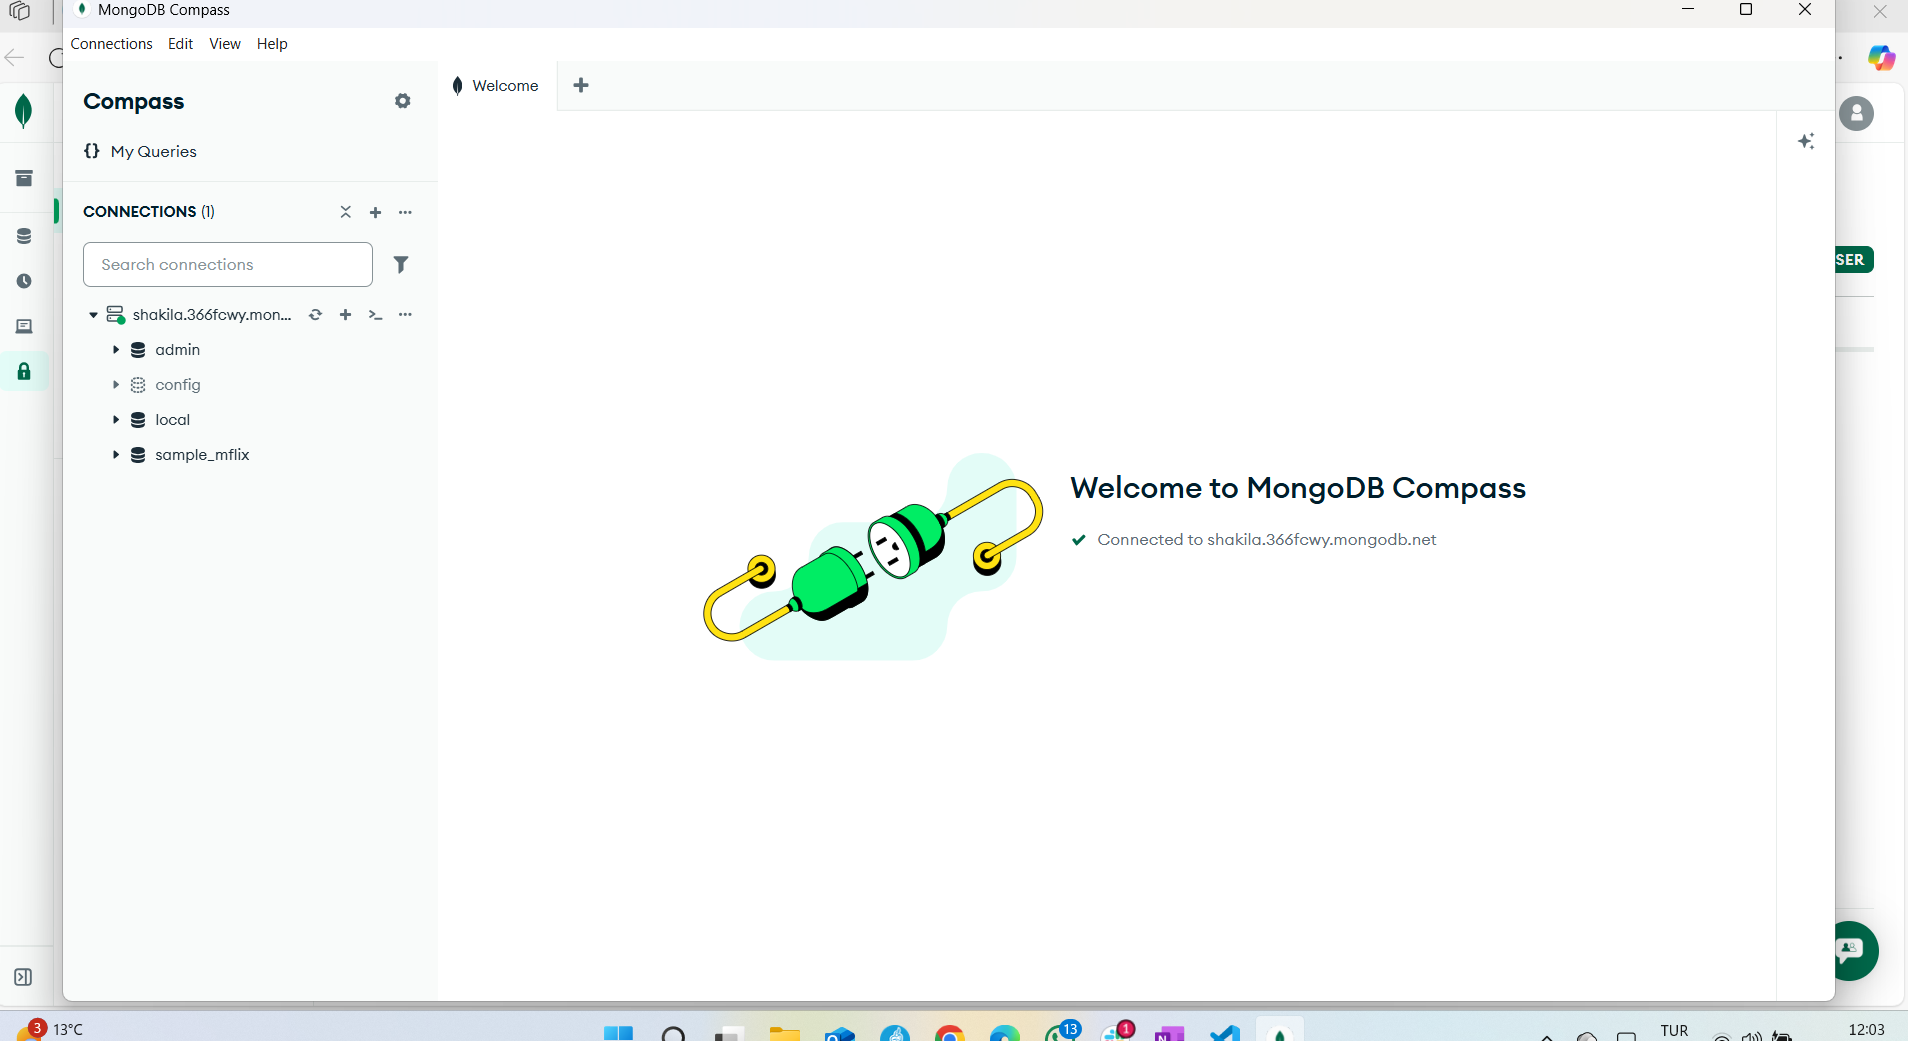 MongoDB Compass
Connections Edit View Help
Compass
Welcome
My Queries
CONNECTIONS (1)
Search connections
shakila.366fcwy.mon...
admin
config
local
sample_mflix
Welcome to MongoDB Compass
Connected to shakila.366fcwy.mongodb.net
SER
3 13°C
13
1
TUR
12:03